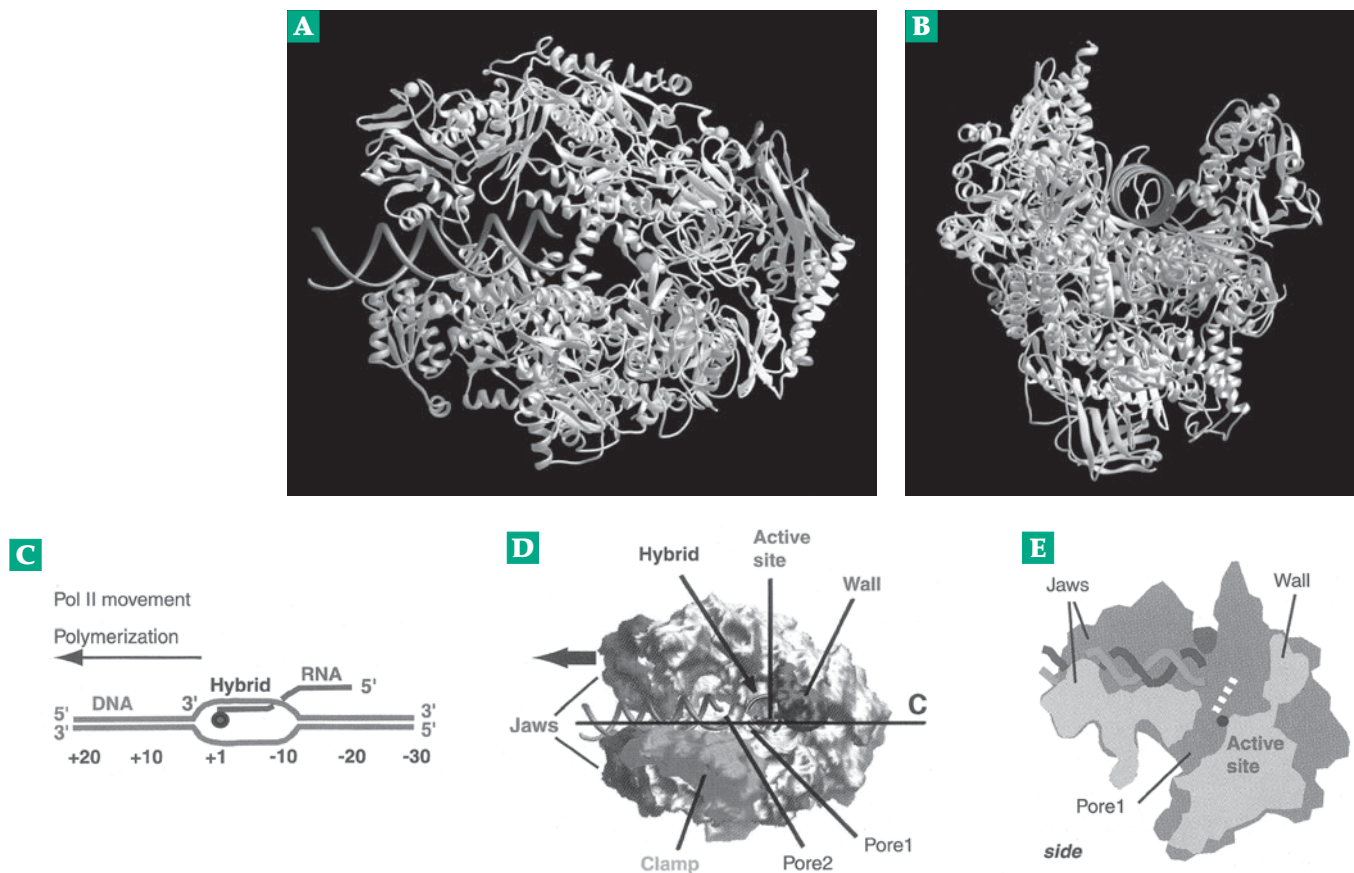 A
B
C
Pol II movement
Polymerization
DNA
3'
Hybrid
RNA
5'
5'
3'
3'
5'
+20 +10 +1 -10 -20 -30
D
Hybrid
Active
site
Wall
Jaws
C
Clamp
Pore2
Pore1
E
Jaws
Wall
Active
site
Pore1
side